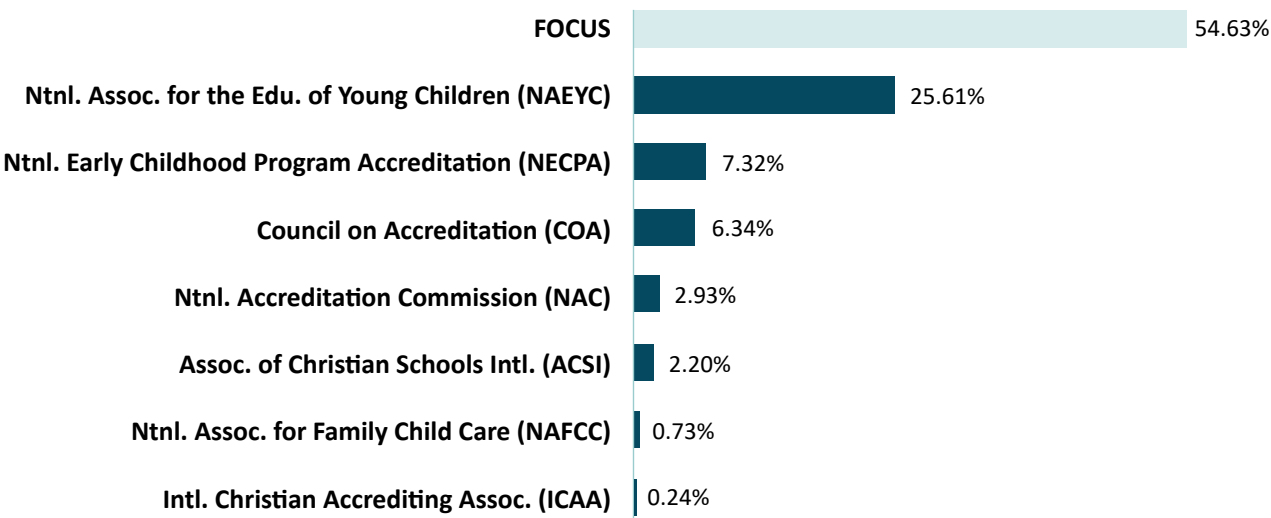 FOCUS 54.63%
Ntnl. Assoc. for the Edu. of Young Children (NAEYC) 25.61%
Ntnl. Early Childhood Program Accreditation (NECPA) 7.32%
Council on Accreditation (COA) 6.34%
Ntnl. Accreditation Commission (NAC) 2.93%
Assoc. of Christian Schools Intl. (ACSI) 2.20%
Ntnl. Assoc. for Family Child Care (NAFCC) 0.73%
Intl. Christian Accrediting Assoc. (ICAA) 0.24%